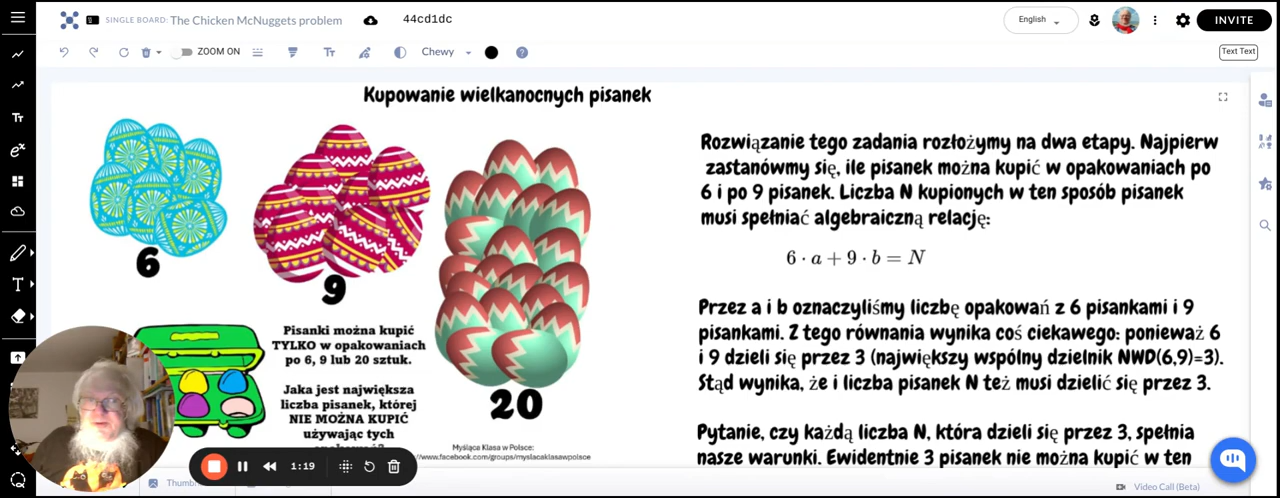 SINGLE BOARD: The Chicken McNuggets problem
44cd1dc
English
INVITE
ZOOM ON
Tr
Chewy
Text Text
Kupowanie wielkanocnych pisanek
6
9
20
Pisanki można kupić
TYLKO w opakowaniach
po 6, 9 lub 20 sztuk.
Jaka jest największa
liczba pisanek, której
NIE MOŻNA KUPIĆ
używając tych
Myśląca Klasa w Polsce:
//www.facebook.com/groups/myslacaklasawpolsce
Rozwiązanie tego zadania rozłożymy na dwa etapy. Najpierw
zastanówmy się, ile pisanek można kupić w opakowaniach po
6 i po 9 pisanek. Liczba N kupionych w ten sposób pisanek
musi spełniać algebraiczną relację:
6 · a + 9 · b = N
Przez a i b oznaczyliśmy liczbę opakowań z 6 pisankami i 9
pisankami. Z tego równania wynika coś ciekawego: ponieważ 6
i 9 dzieli się przez 3 (największy wspólny dzielnik NWD(6,9)=3).
Stąd wynika, że i liczba pisanek N też musi dzielić się przez 3.
Pytanie, czy każdą liczba N, która dzieli się przez 3, spełnia
nasze warunki. Ewidentnie 3 pisanek nie można kupić w ten
1:19
Thumb
Video Call (Beta)